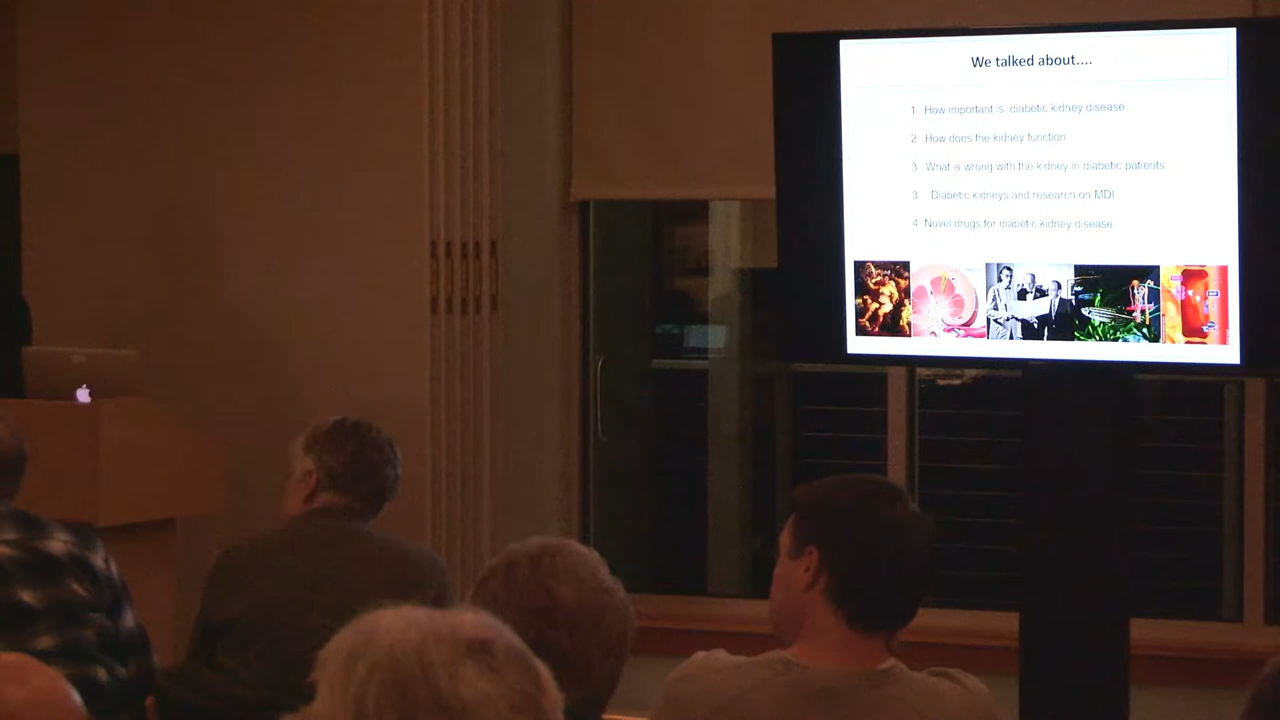 We talked about....
1 How important is diabetic kidney disease
2 How does the kidney function
3 What is wrong with the kidney in diabetic patients
3 Diabetic kidneys and research on MDI
4 Novel drugs for diabetic kidney disease